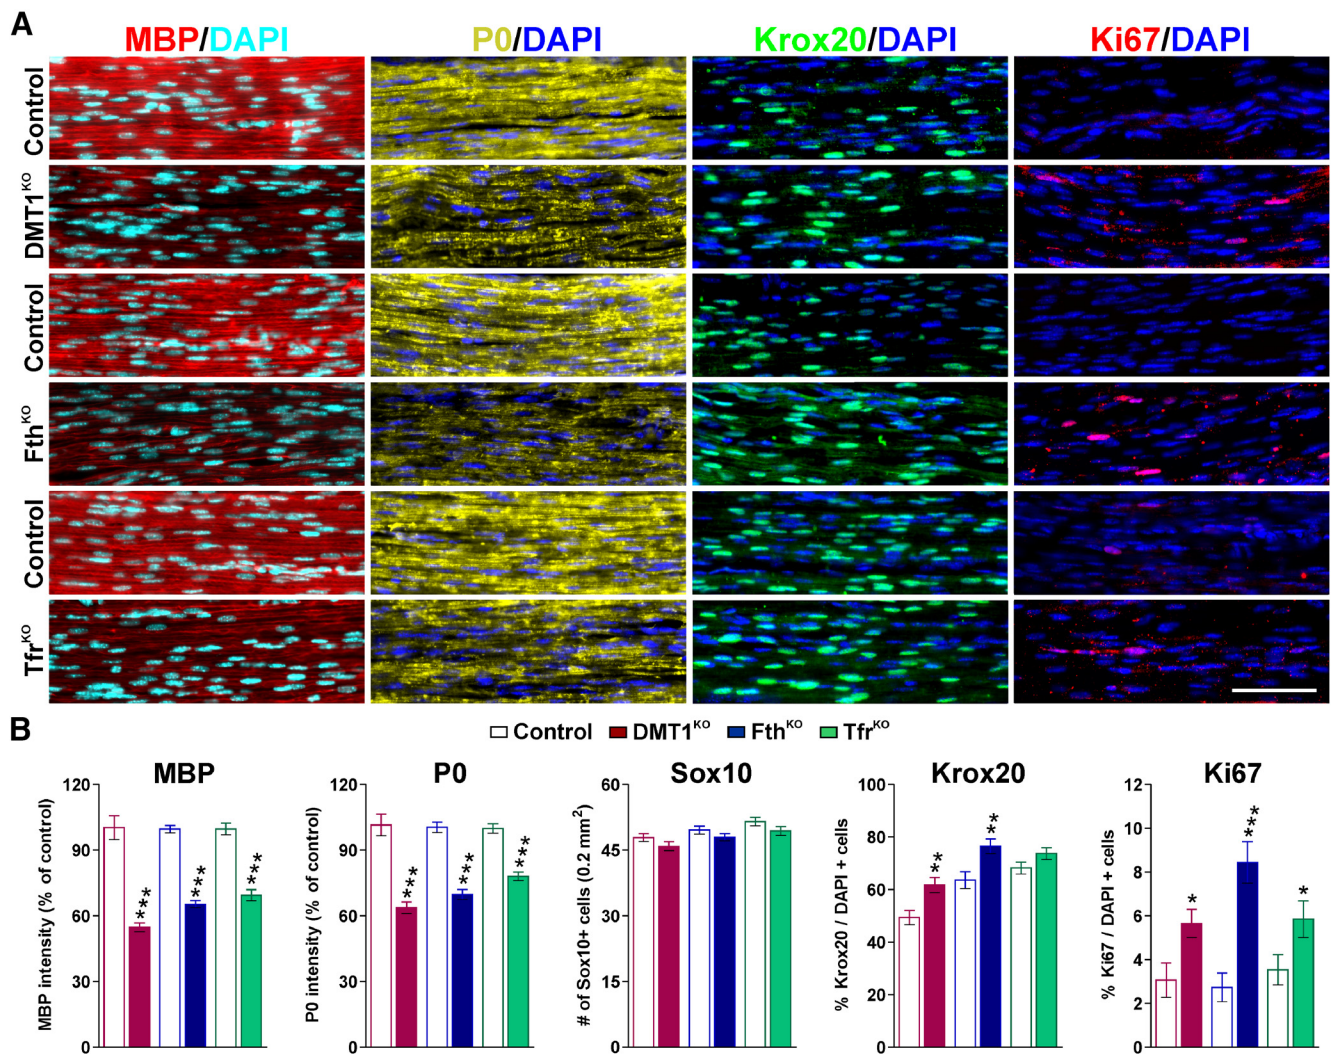 A
MBP/DAPI P0/DAPI Krox20/DAPI Ki67/DAPI
Control
DMT1KO
Control
FthKO
Control
TfrKO
B
Control DMT1KO FthKO TfrKO
MBP
MBP intensity (% of control)
120
90
60
30
0
***
***
***
P0
P0 intensity (% of control)
120
90
60
30
0
***
***
***
Sox10
# of Sox10+ cells (0.2 mm²)
60
45
30
15
0
Krox20
% Krox20 / DAPI + cells
100
80
60
40
20
0
**
**
Ki67
% Ki67 / DAPI + cells
12
10
8
6
4
2
0
*
***
*